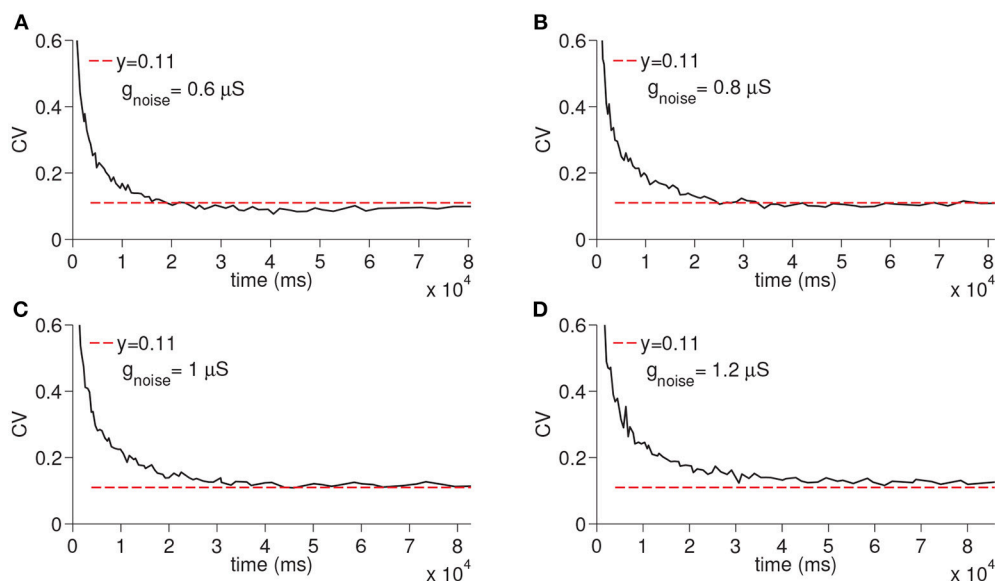 A
0.6
0.4
0.2
0
CV
y=0.11
g_noise= 0.6 μS
0 1 2 3 4 5 6 7 8
time (ms)
x 10^4
B
0.6
0.4
0.2
0
CV
y=0.11
g_noise= 0.8 μS
0 1 2 3 4 5 6 7 8
time (ms)
x 10^4
C
0.6
0.4
0.2
0
CV
y=0.11
g_noise= 1 μS
0 1 2 3 4 5 6 7 8
time (ms)
x 10^4
D
0.6
0.4
0.2
0
CV
y=0.11
g_noise= 1.2 μS
0 1 2 3 4 5 6 7 8
time (ms)
x 10^4